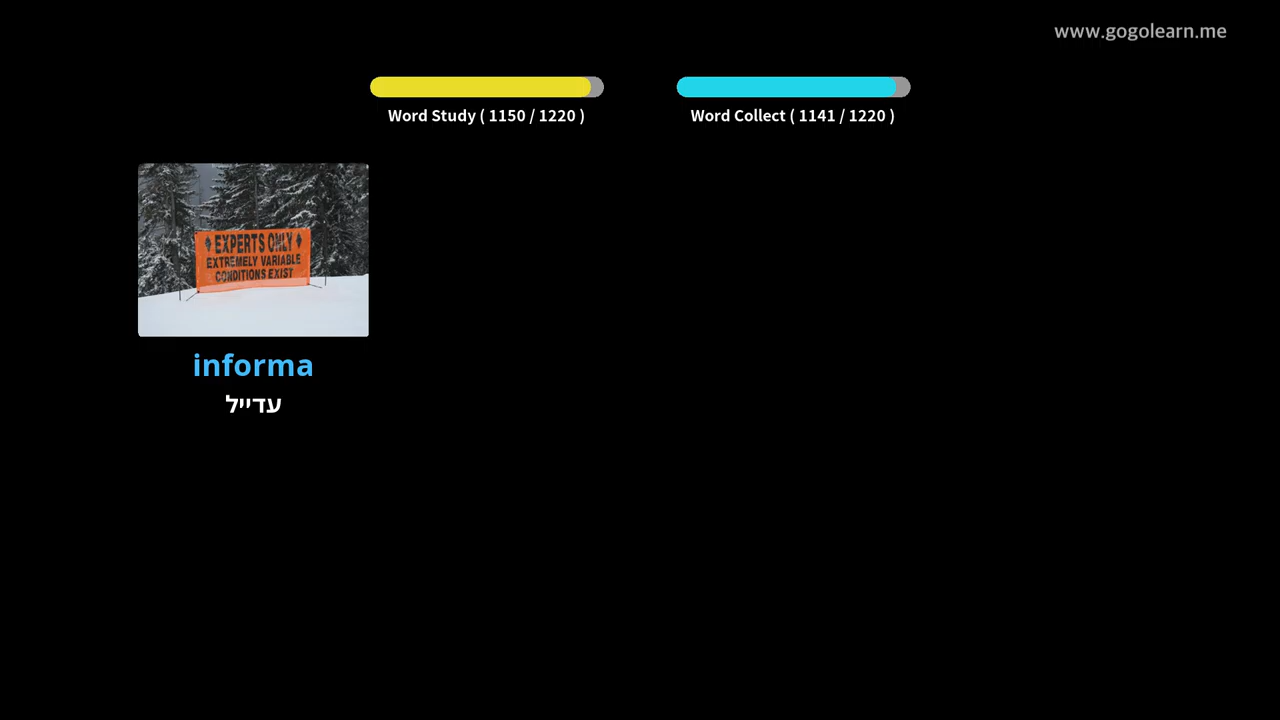 www.gogolearn.me
Word Study ( 1150 / 1220 )
Word Collect ( 1141 / 1220 )
EXPERTS ONLY
EXTREMELY VARIABLE
CONDITIONS EXIST
informa
עדייל